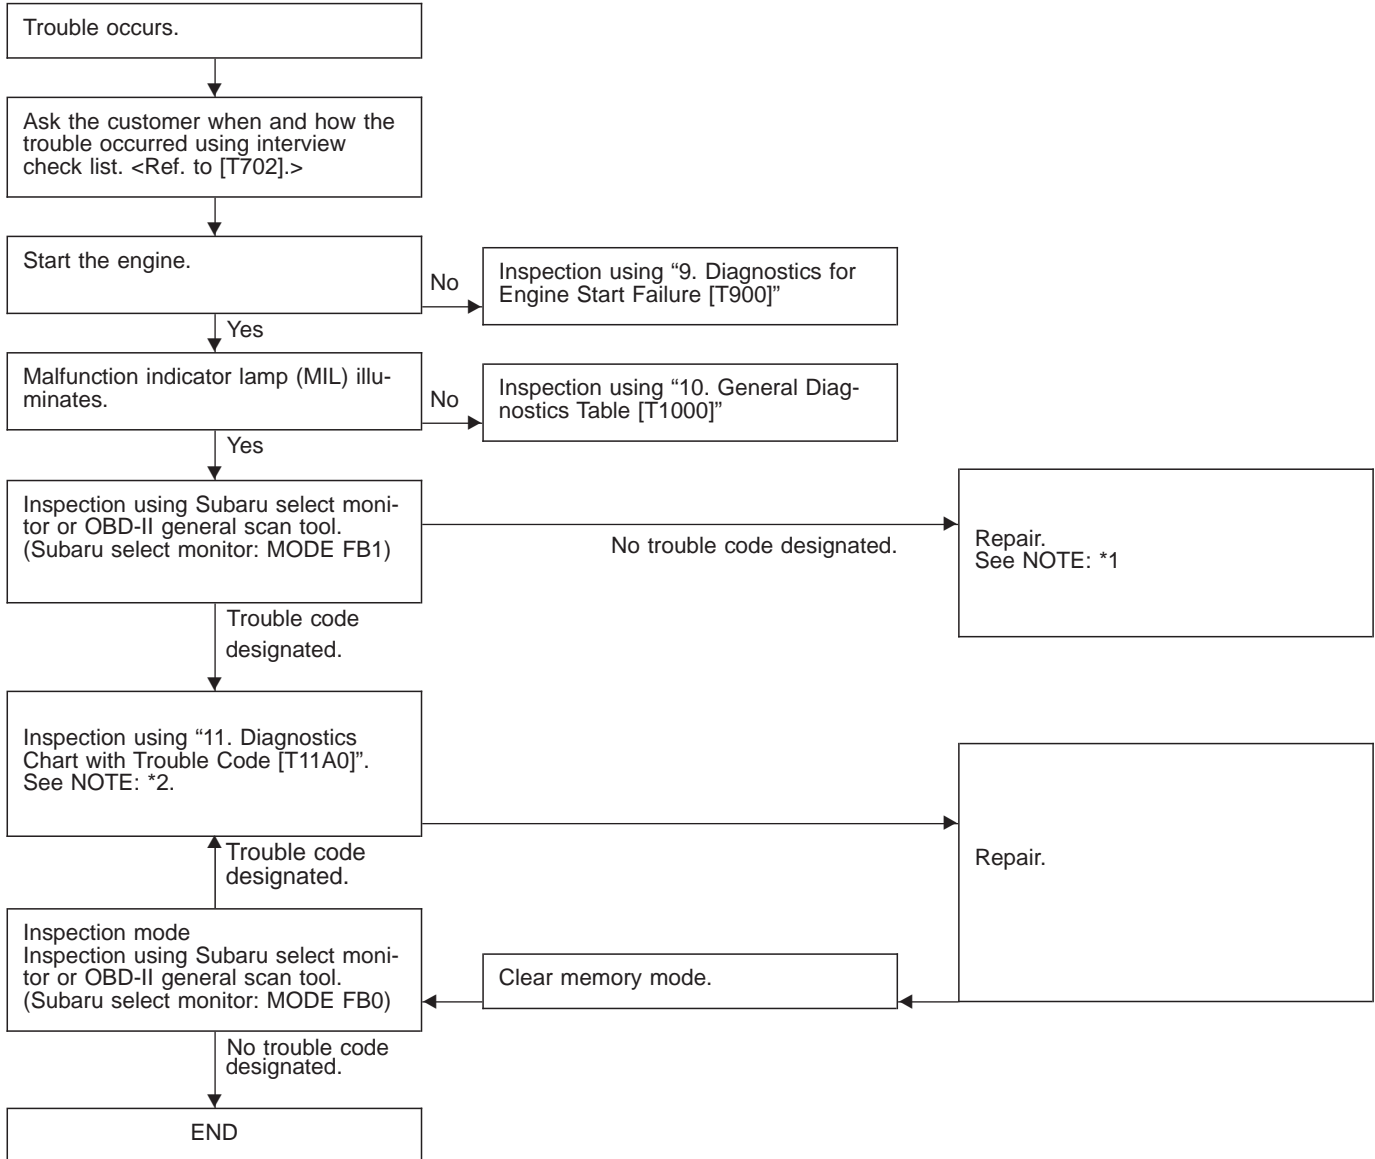 Trouble occurs.
Ask the customer when and how the
trouble occurred using interview
check list. <Ref. to [T702].>
Start the engine.
No
Inspection using “9. Diagnostics for
Engine Start Failure [T900]”
Yes
Malfunction indicator lamp (MIL) illu-
minates.
No
Inspection using “10. General Diag-
nostics Table [T1000]”
Yes
Inspection using Subaru select moni-
tor or OBD-II general scan tool.
(Subaru select monitor: MODE FB1)
No trouble code designated.
Repair.
See NOTE: *1
Trouble code
designated.
Inspection using “11. Diagnostics
Chart with Trouble Code [T11A0]”.
See NOTE: *2.
Repair.
Trouble code
designated.
Inspection mode
Inspection using Subaru select moni-
tor or OBD-II general scan tool.
(Subaru select monitor: MODE FB0)
Clear memory mode.
No trouble code
designated.
END